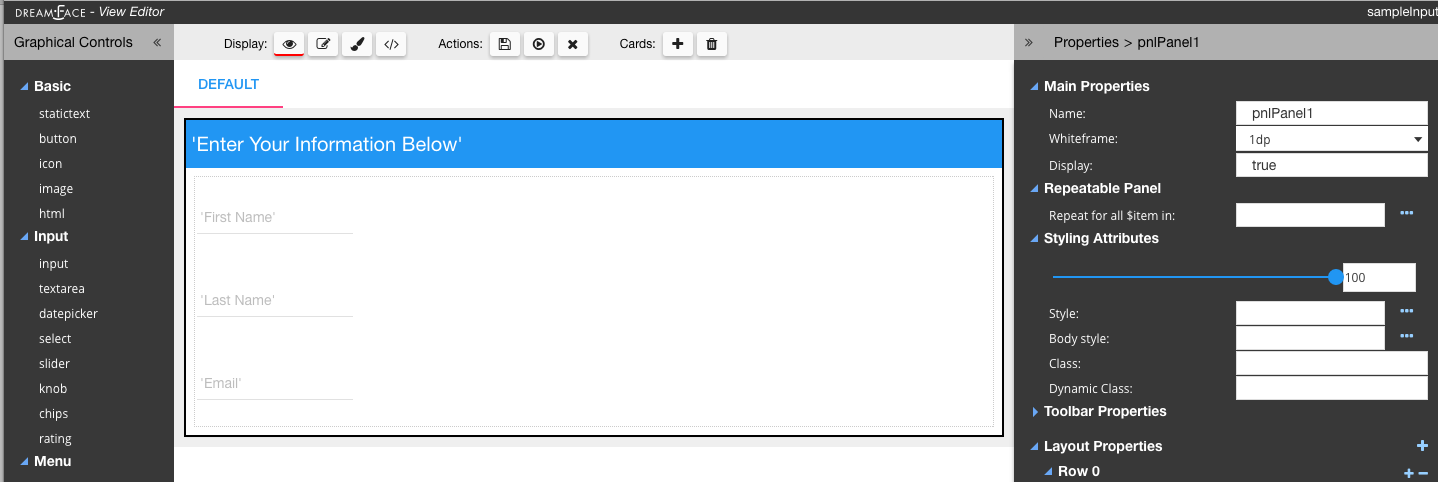 DREAMFACE - View Editor
sampleInput
Graphical Controls «
Display:
Actions:
Cards:
» Properties > pnlPanel1
Basic
statictext
button
icon
image
html
Input
input
textarea
datepicker
select
slider
knob
chips
rating
Menu
DEFAULT
'Enter Your Information Below'
'First Name'
'Last Name'
'Email'
Main Properties
Name: pnlPanel1
Whiteframe: 1dp
Display: true
Repeatable Panel
Repeat for all $item in:
Styling Attributes
100
Style:
Body style:
Class:
Dynamic Class:
Toolbar Properties
Layout Properties
Row 0